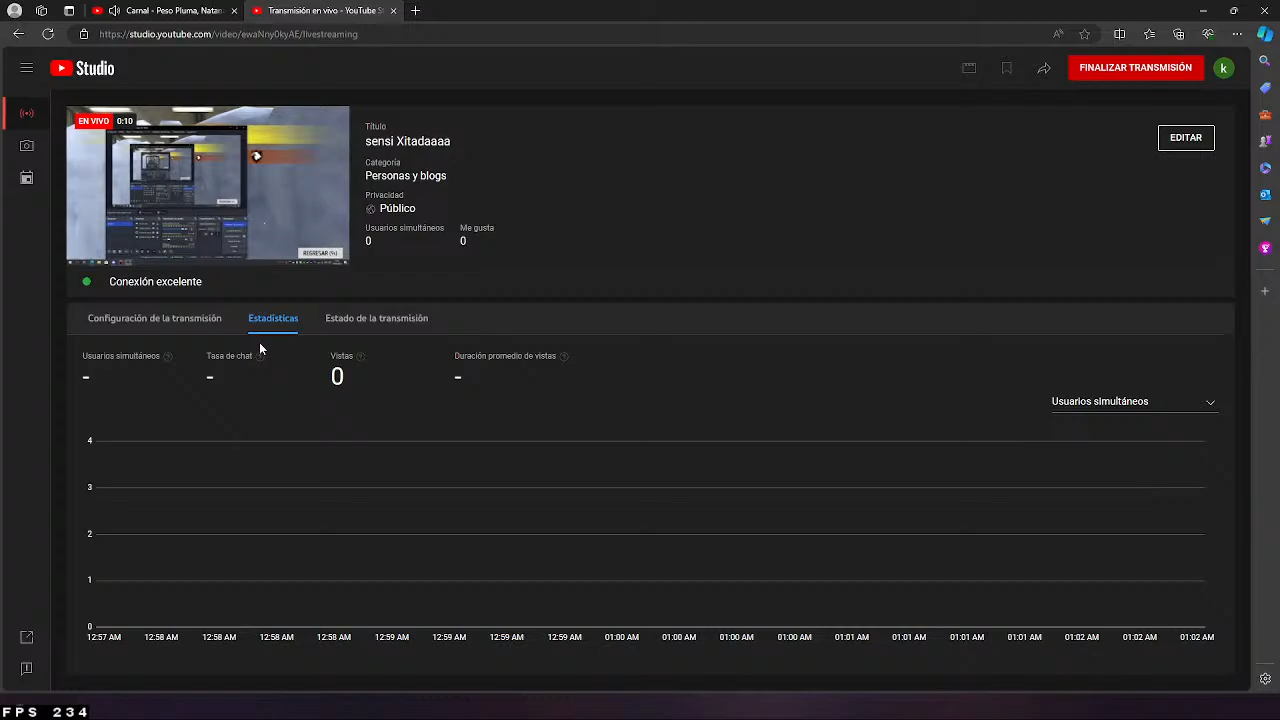 Canal - Peso Pluma, Natan
Transmisión en vivo - YouTube S
https://studio.youtube.com/video/ewaNny0kyAE/livestreaming
Studio
FINALIZAR TRANSMISIÓN
k
EN VIVO 0:10
REGRESAR
Título
sensi Xitadaaaa
EDITAR
Categoría
Personas y blogs
Privacidad
Público
Usuarios simultáneos Me gusta
0 0
Conexión excelente
Configuración de la transmisión Estadísticas Estado de la transmisión
Usuarios simultáneos Tasa de chat Vistas Duración promedio de vistas
- - 0 -
Usuarios simultáneos
4
3
2
1
0
12:57 AM 12:58 AM 12:58 AM 12:58 AM 12:58 AM 12:59 AM 12:59 AM 12:59 AM 12:59 AM 01:00 AM 01:00 AM 01:00 AM 01:00 AM 01:01 AM 01:01 AM 01:01 AM 01:01 AM 01:02 AM 01:02 AM 01:02 AM
FPS 234